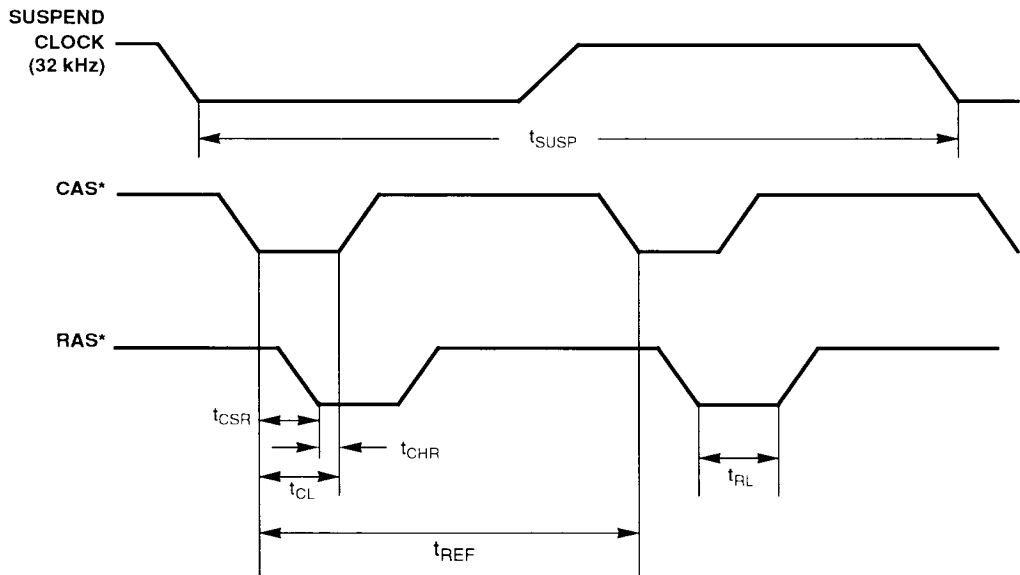 SUSPEND
CLOCK
(32 kHz)
tSUSP
CAS*
RAS*
tCSR
tCHR
tCL
tRL
tREF